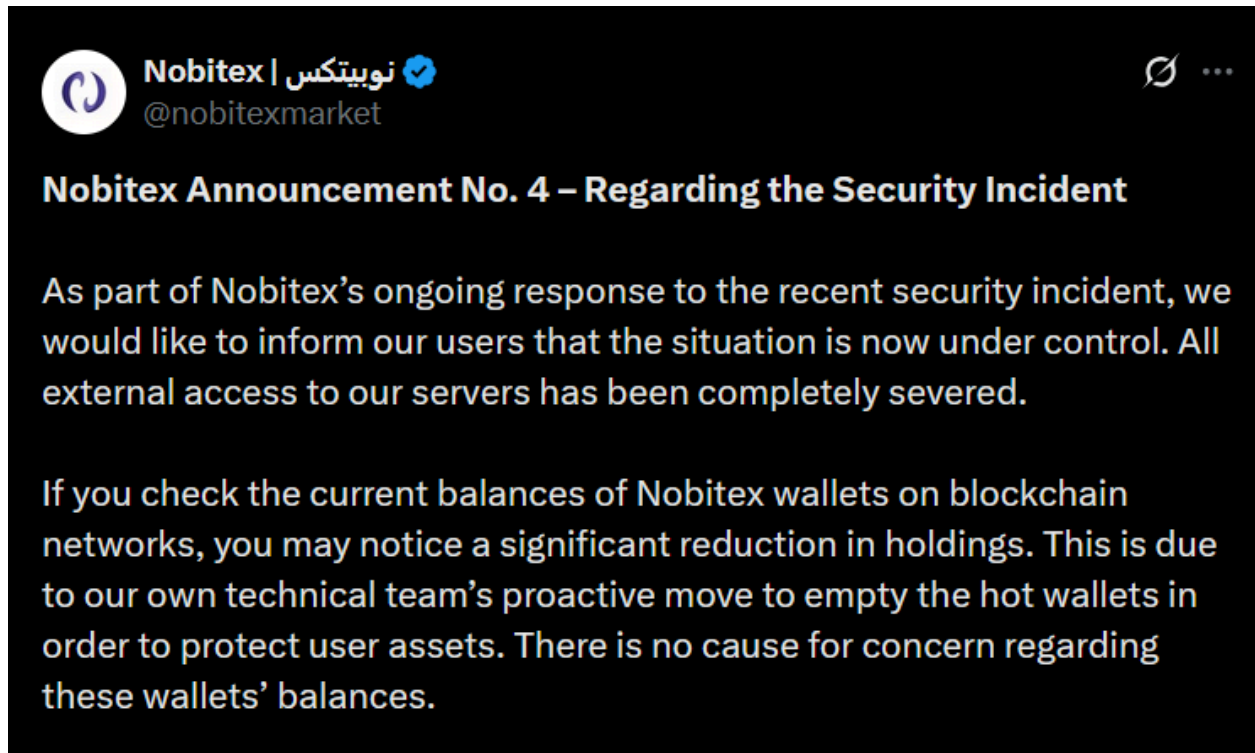 Nobitex | نوبیتکس
@nobitexmarket
Nobitex Announcement No. 4 – Regarding the Security Incident
As part of Nobitex’s ongoing response to the recent security incident, we
would like to inform our users that the situation is now under control. All
external access to our servers has been completely severed.
If you check the current balances of Nobitex wallets on blockchain
networks, you may notice a significant reduction in holdings. This is due
to our own technical team’s proactive move to empty the hot wallets in
order to protect user assets. There is no cause for concern regarding
these wallets’ balances.